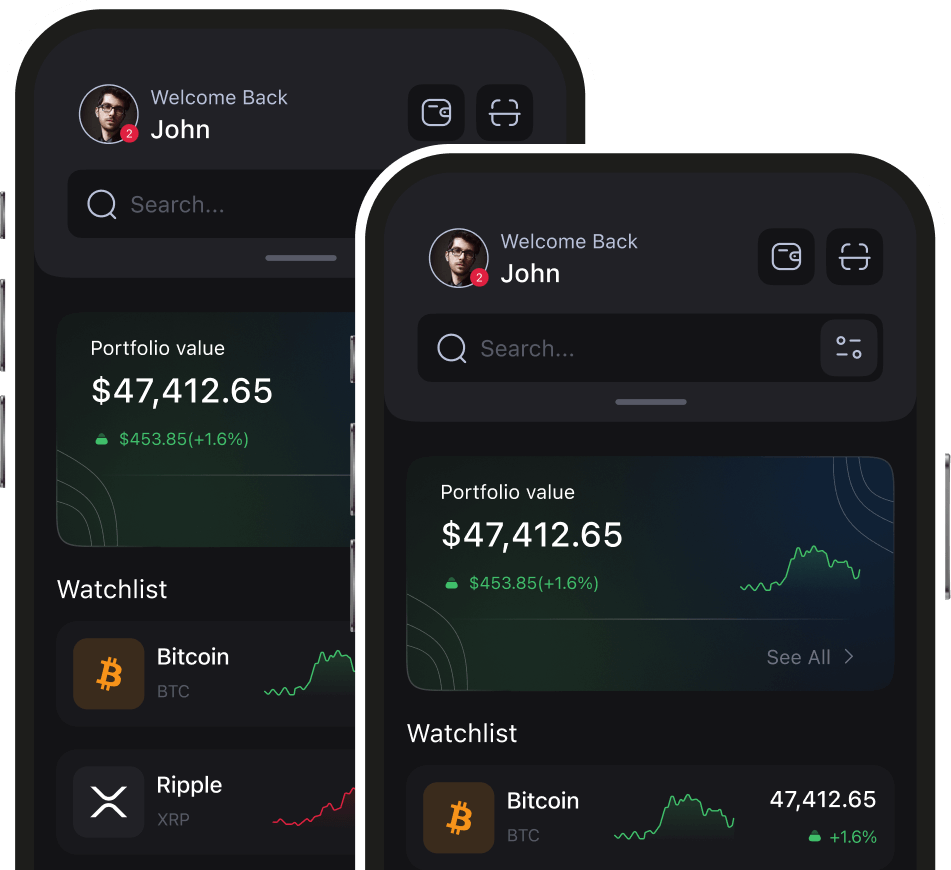 Welcome Back
John
2
Search...
Portfolio value
$47,412.65
$453.85(+1.6%)
Watchlist
Bitcoin
BTC
Ripple
XRP
Welcome Back
John
2
Search...
Portfolio value
$47,412.65
$453.85(+1.6%)
See All
Watchlist
Bitcoin
BTC
47,412.65
+1.6%